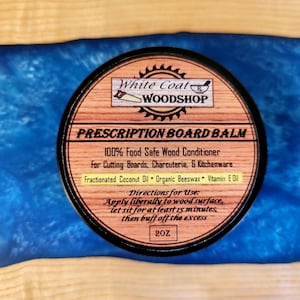 White Coat
WOODSHOP
PRESCRIPTION BOARD BALM
100% Food Safe Wood Conditioner
For Cutting Boards, Charcuterie, & Kitchenware
Fractionated Coconut Oil • Organic Beeswax • Vitamin E Oil
Directions for Use:
Apply liberally to wood surface,
let sit for at least 15 minutes,
then buff off the excess
2OZ